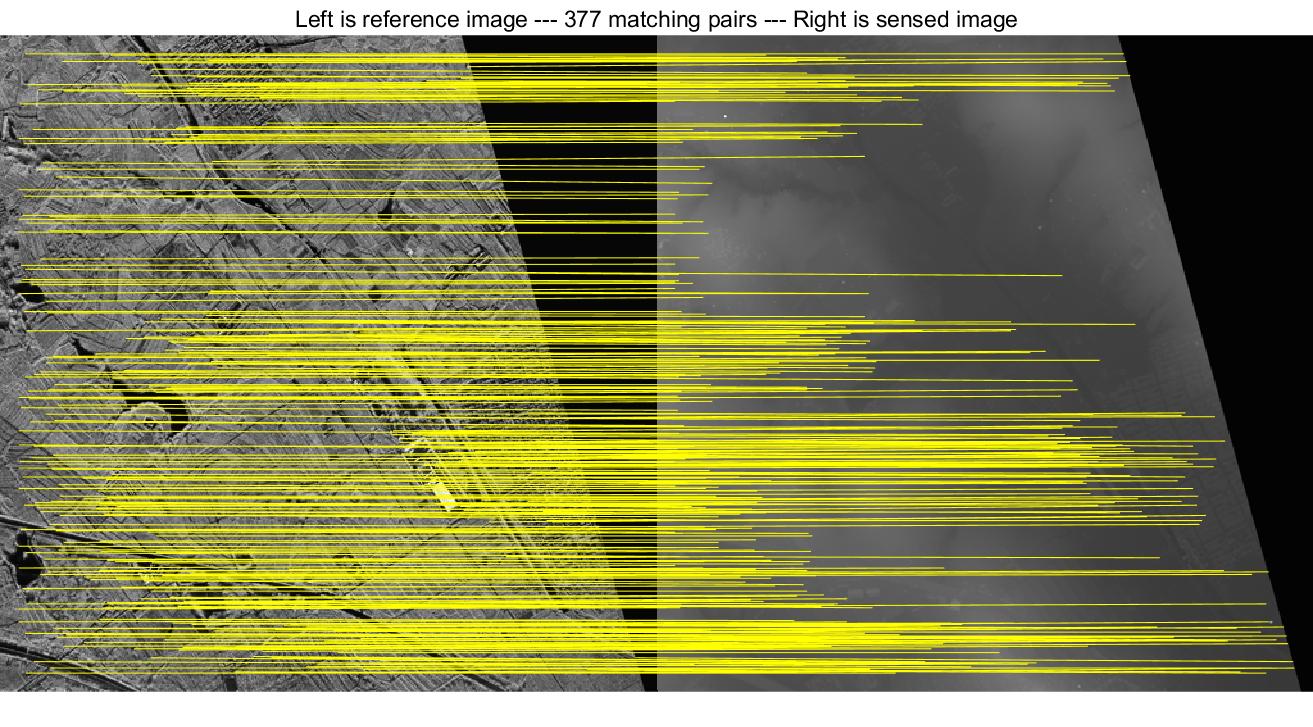 Left is reference image --- 377 matching pairs --- Right is sensed image